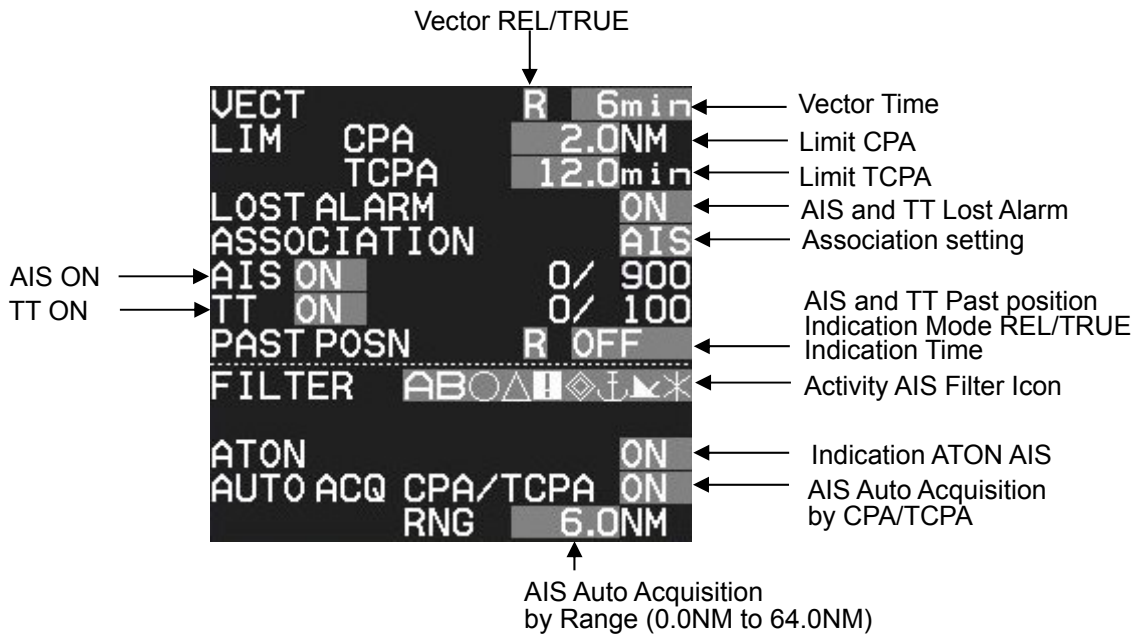 Vector REL/TRUE
VECT R 6min Vector Time
LIM CPA 2.0NM Limit CPA
TCPA 12.0min Limit TCPA
LOST ALARM ON AIS and TT Lost Alarm
ASSOCIATION AIS Association setting
AIS ON AIS ON 0/ 900
TT ON TT ON 0/ 100
PAST POSN R OFF
AIS and TT Past position
Indication Mode REL/TRUE
Indication Time
FILTER AB Activity AIS Filter Icon
ATON ON Indication ATON AIS
AUTO ACQ CPA/TCPA ON
AIS Auto Acquisition
by CPA/TCPA
RNG 6.0NM
AIS Auto Acquisition
by Range (0.0NM to 64.0NM)